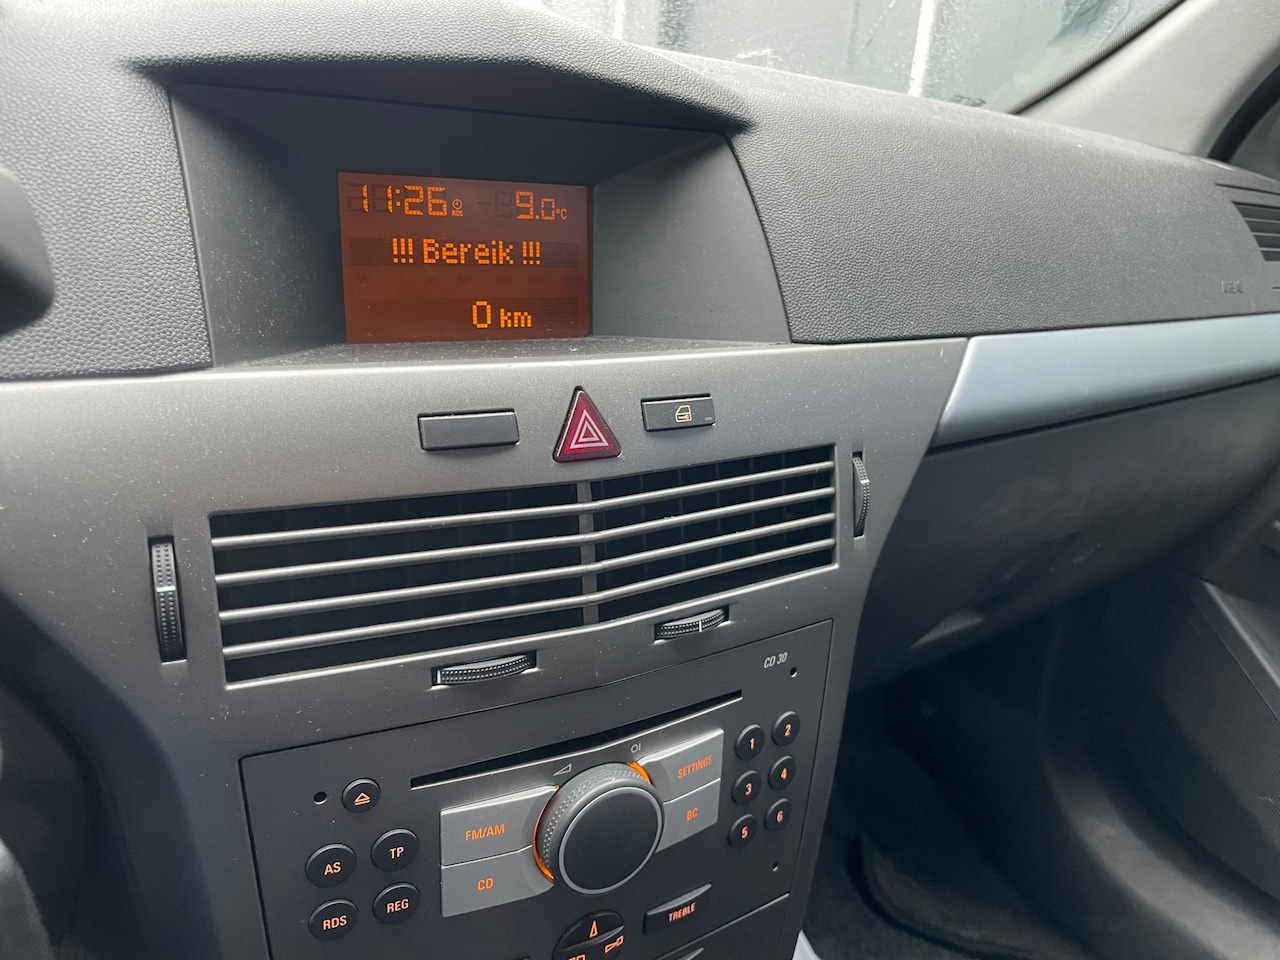 11:26 RDS 9.0°C
!!! Bereik !!!
0 km
CD 30
SETTINGS
1 2
FM/AM
BC
3 4
AS
TP
CD
5 6
RDS
REG
TREBLE